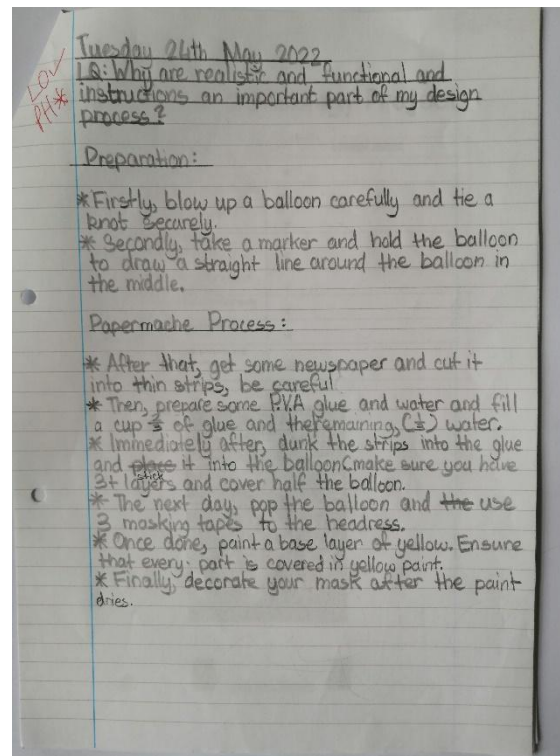 Tuesday 24th May 2022
LO✓
PH*
LQ: Why are realistic and functional and
instructions an important part of my design
process?
Preparation:
* Firstly, blow up a balloon carefully and tie a
knot securely.
* Secondly, take a marker and hold the balloon
to draw a straight line around the balloon in
the middle.
Papermache Process:
* After that, get some newspaper and cut it
into thin strips, be careful.
* Then, prepare some P.V.A glue and water and fill
a cup of glue and the remaining, water.
* Immediately after, dunk the strips into the glue
and place stick it into the balloon(make sure you have
3+ layers and cover half the balloon.
* The next day, pop the balloon and the use
3 masking tapes to the headress.
* Once done, paint a base layer of yellow. Ensure
that every part is covered in yellow paint.
* Finally, decorate your mask after the paint
dries.